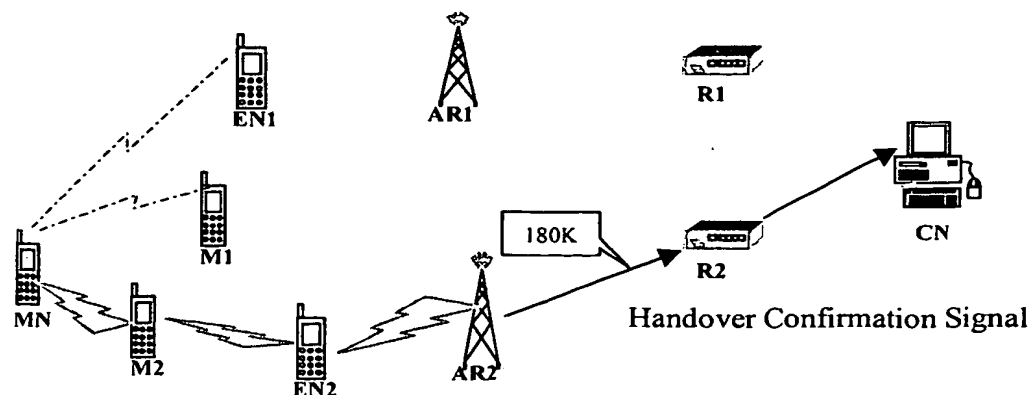 EN1
AR1
R1
M1
180K
CN
R2
MN
Handover Confirmation Signal
M2
EN2
AR2